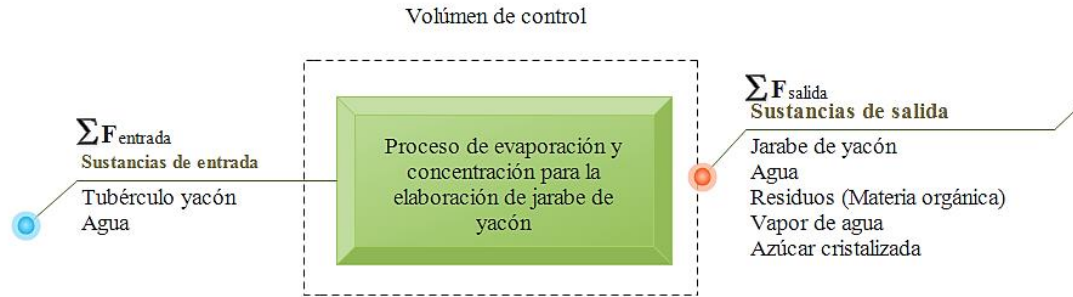 Volúmen de control
∑F entrada
Sustancias de entrada
Tubérculo yacón
Agua
Proceso de evaporación y
concentración para la
elaboración de jarabe de
yacón
∑F salida
Sustancias de salida
Jarabe de yacón
Agua
Residuos (Materia orgánica)
Vapor de agua
Azúcar cristalizada